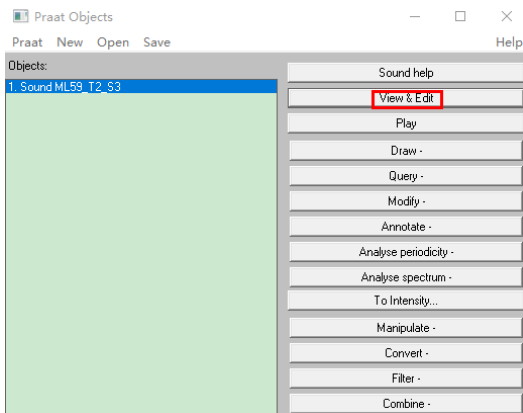 Praat Objects
Praat New Open Save Help
Objects:
1. Sound ML59_T2_S3
Sound help
View & Edit
Play
Draw -
Query -
Modify -
Annotate -
Analyse periodicity -
Analyse spectrum -
To Intensity...
Manipulate -
Convert -
Filter -
Combine -